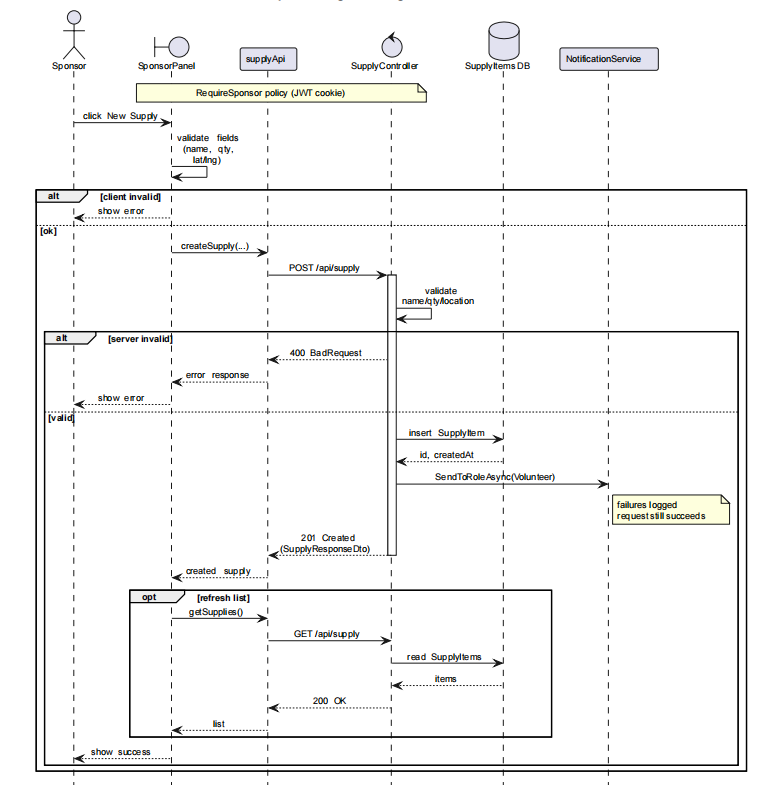 Sponsor
SponsorPanel
supplyApi
SupplyController
SupplyItems DB
NotificationService
RequireSponsor policy (JWT cookie)
click New Supply
validate fields
(name, qty,
lat/lng)
alt [client invalid]
show error
[ok]
createSupply(...)
POST /api/supply
validate
name/qty/location
alt [server invalid]
400 BadRequest
error response
show error
[valid]
insert SupplyItem
id, createdAt
SendToRoleAsync(Volunteer)
failures logged
request still succeeds
201 Created
(SupplyResponseDto)
created supply
opt [refresh list]
getSupplies()
GET /api/supply
read SupplyItems
items
200 OK
list
show success